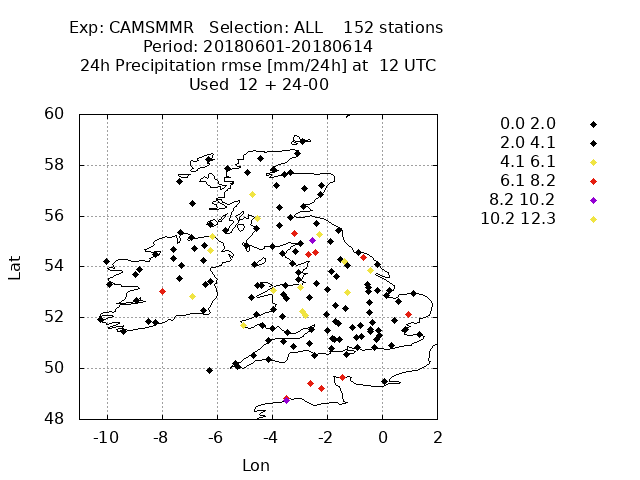 Exp: CAMSMMR   Selection: ALL    152 stations
Period: 20180601-20180614
24h Precipitation rmse [mm/24h] at  12 UTC
Used  12 + 24-00
60
58
56
54
52
50
48
Lat
-10 -8 -6 -4 -2 0 2
Lon
0.0 2.0
2.0 4.1
4.1 6.1
6.1 8.2
8.2 10.2
10.2 12.3